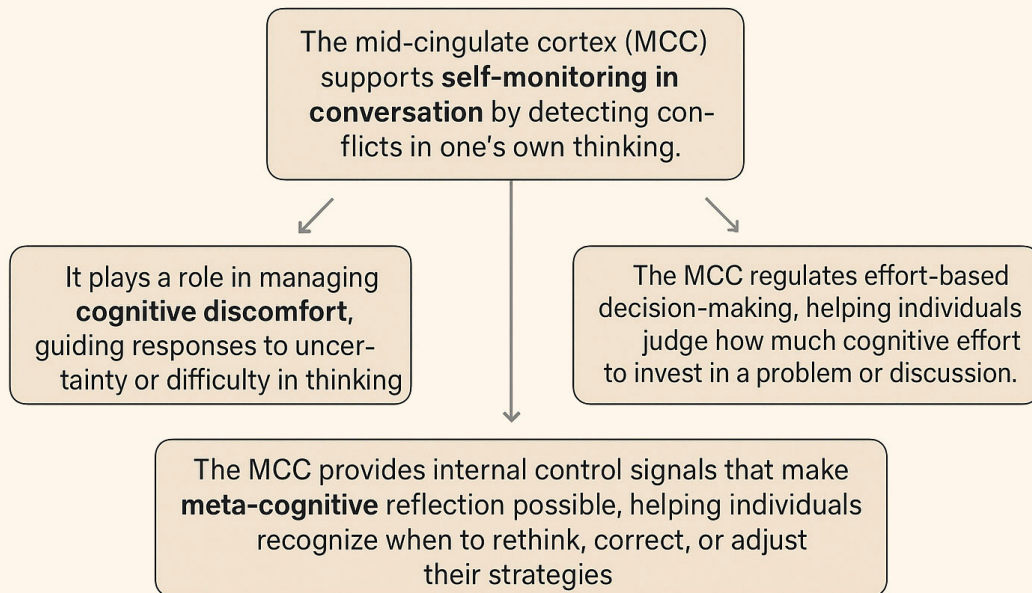 The mid-cingulate cortex (MCC)
supports self-monitoring in
conversation by detecting con-
flicts in one's own thinking.
It plays a role in managing
cognitive discomfort,
guiding responses to uncer-
tainty or difficulty in thinking
The MCC regulates effort-based
decision-making, helping individuals
judge how much cognitive effort
to invest in a problem or discussion.
The MCC provides internal control signals that make
meta-cognitive reflection possible, helping individuals
recognize when to rethink, correct, or adjust
their strategies